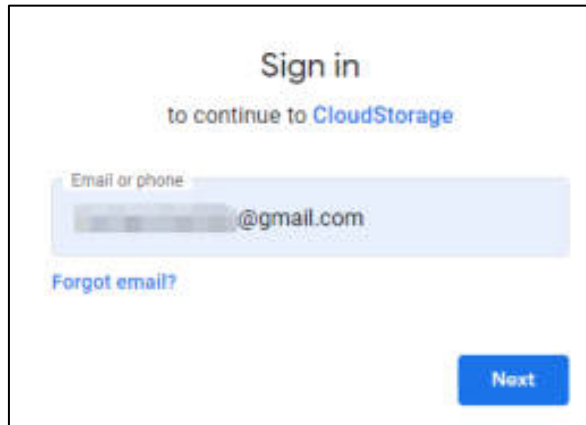 Sign in
to continue to CloudStorage
Email or phone
@gmail.com
Forgot email?
Next